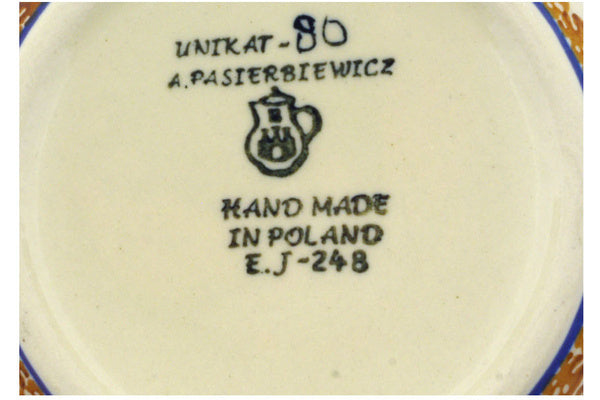 UNIKAT-80
A.PASIERBIEWICZ
HAND MADE
IN POLAND
E.J-248